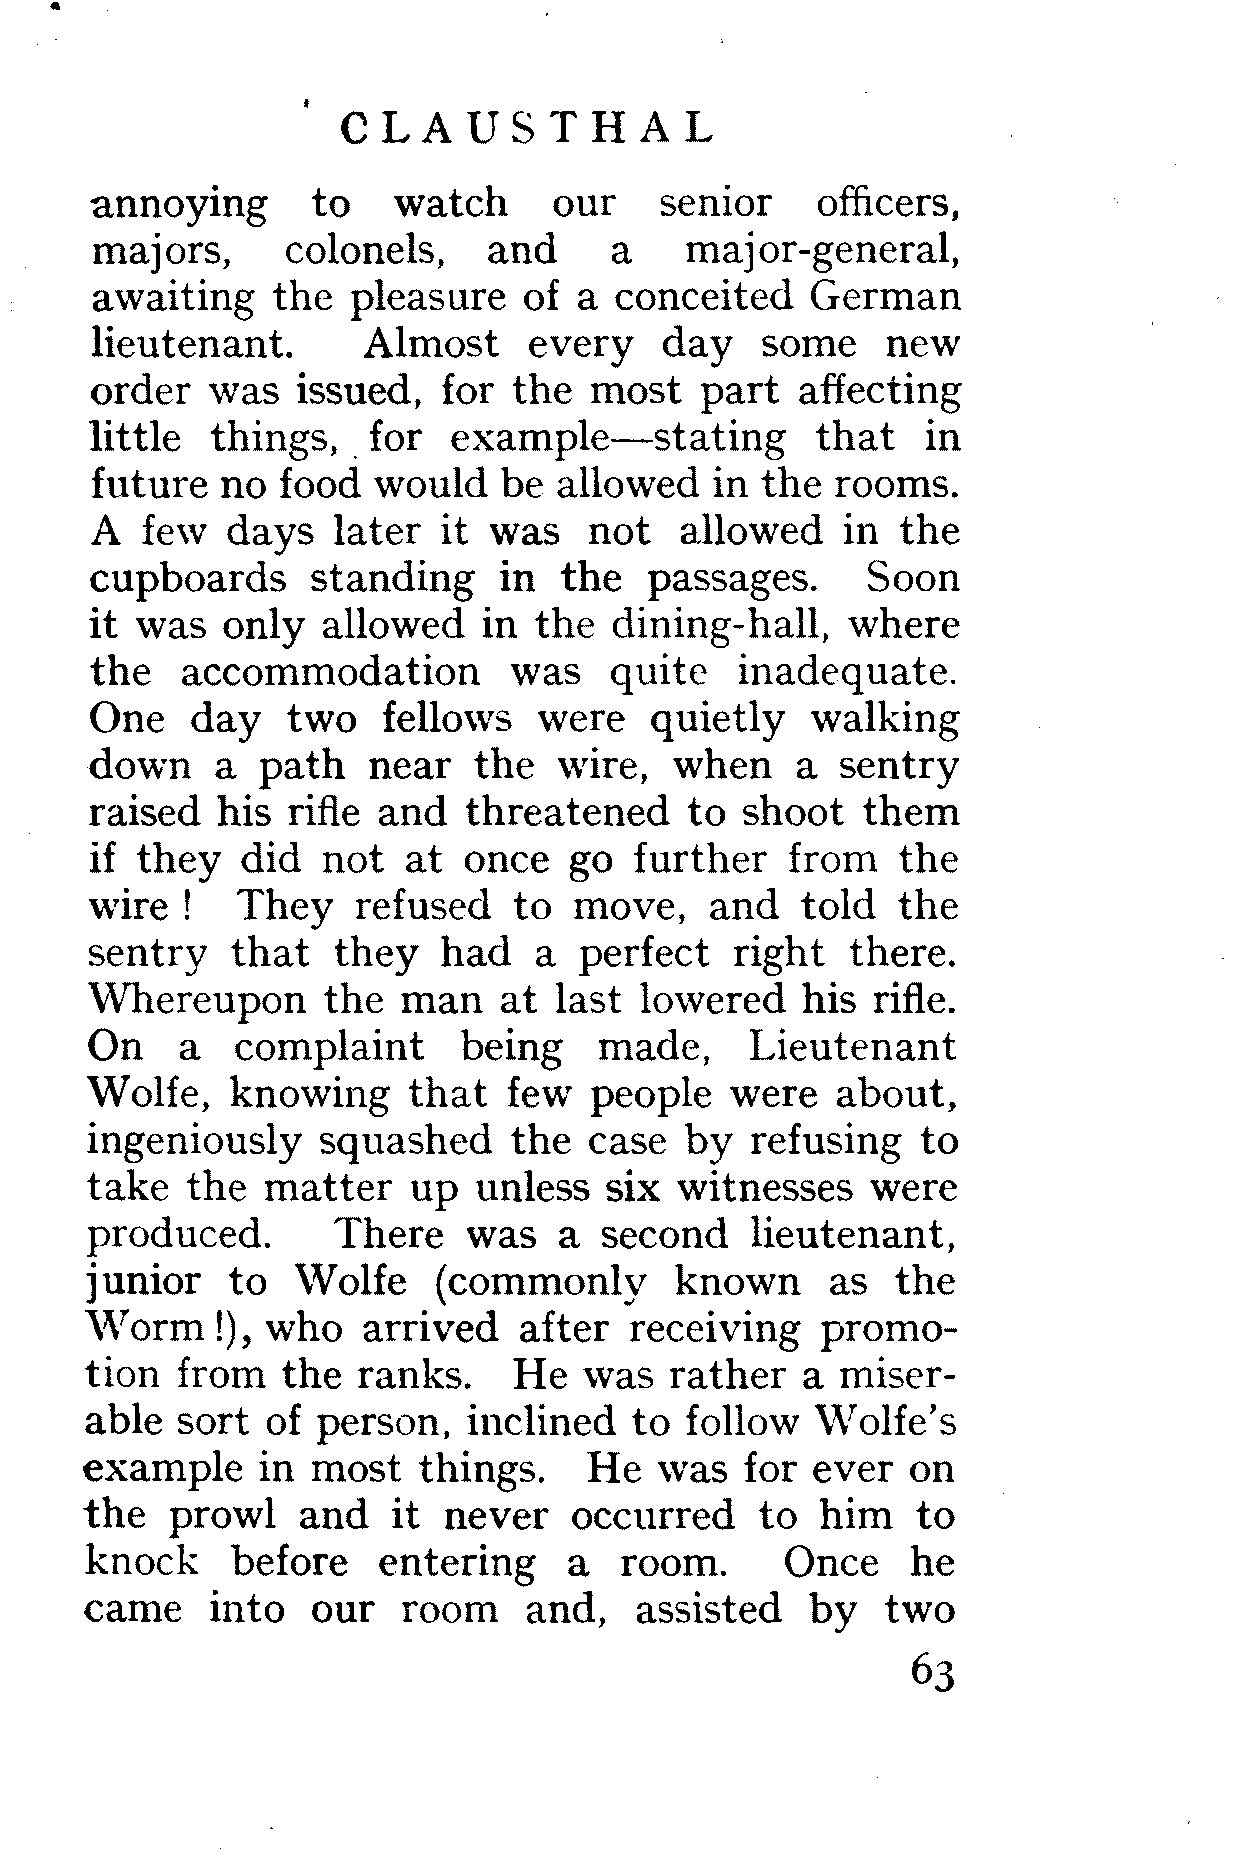 CLAUSTHAL
annoying to watch our senior officers,
majors, colonels, and a major-general,
awaiting the pleasure of a conceited German
lieutenant. Almost every day some new
order was issued, for the most part affecting
little things, for example—stating that in
future no food would be allowed in the rooms.
A few days later it was not allowed in the
cupboards standing in the passages. Soon
it was only allowed in the dining-hall, where
the accommodation was quite inadequate.
One day two fellows were quietly walking
down a path near the wire, when a sentry
raised his rifle and threatened to shoot them
if they did not at once go further from the
wire ! They refused to move, and told the
sentry that they had a perfect right there.
Whereupon the man at last lowered his rifle.
On a complaint being made, Lieutenant
Wolfe, knowing that few people were about,
ingeniously squashed the case by refusing to
take the matter up unless six witnesses were
produced. There was a second lieutenant,
junior to Wolfe (commonly known as the
Worm !), who arrived after receiving promo-
tion from the ranks. He was rather a miser-
able sort of person, inclined to follow Wolfe's
example in most things. He was for ever on
the prowl and it never occurred to him to
knock before entering a room. Once he
came into our room and, assisted by two
63